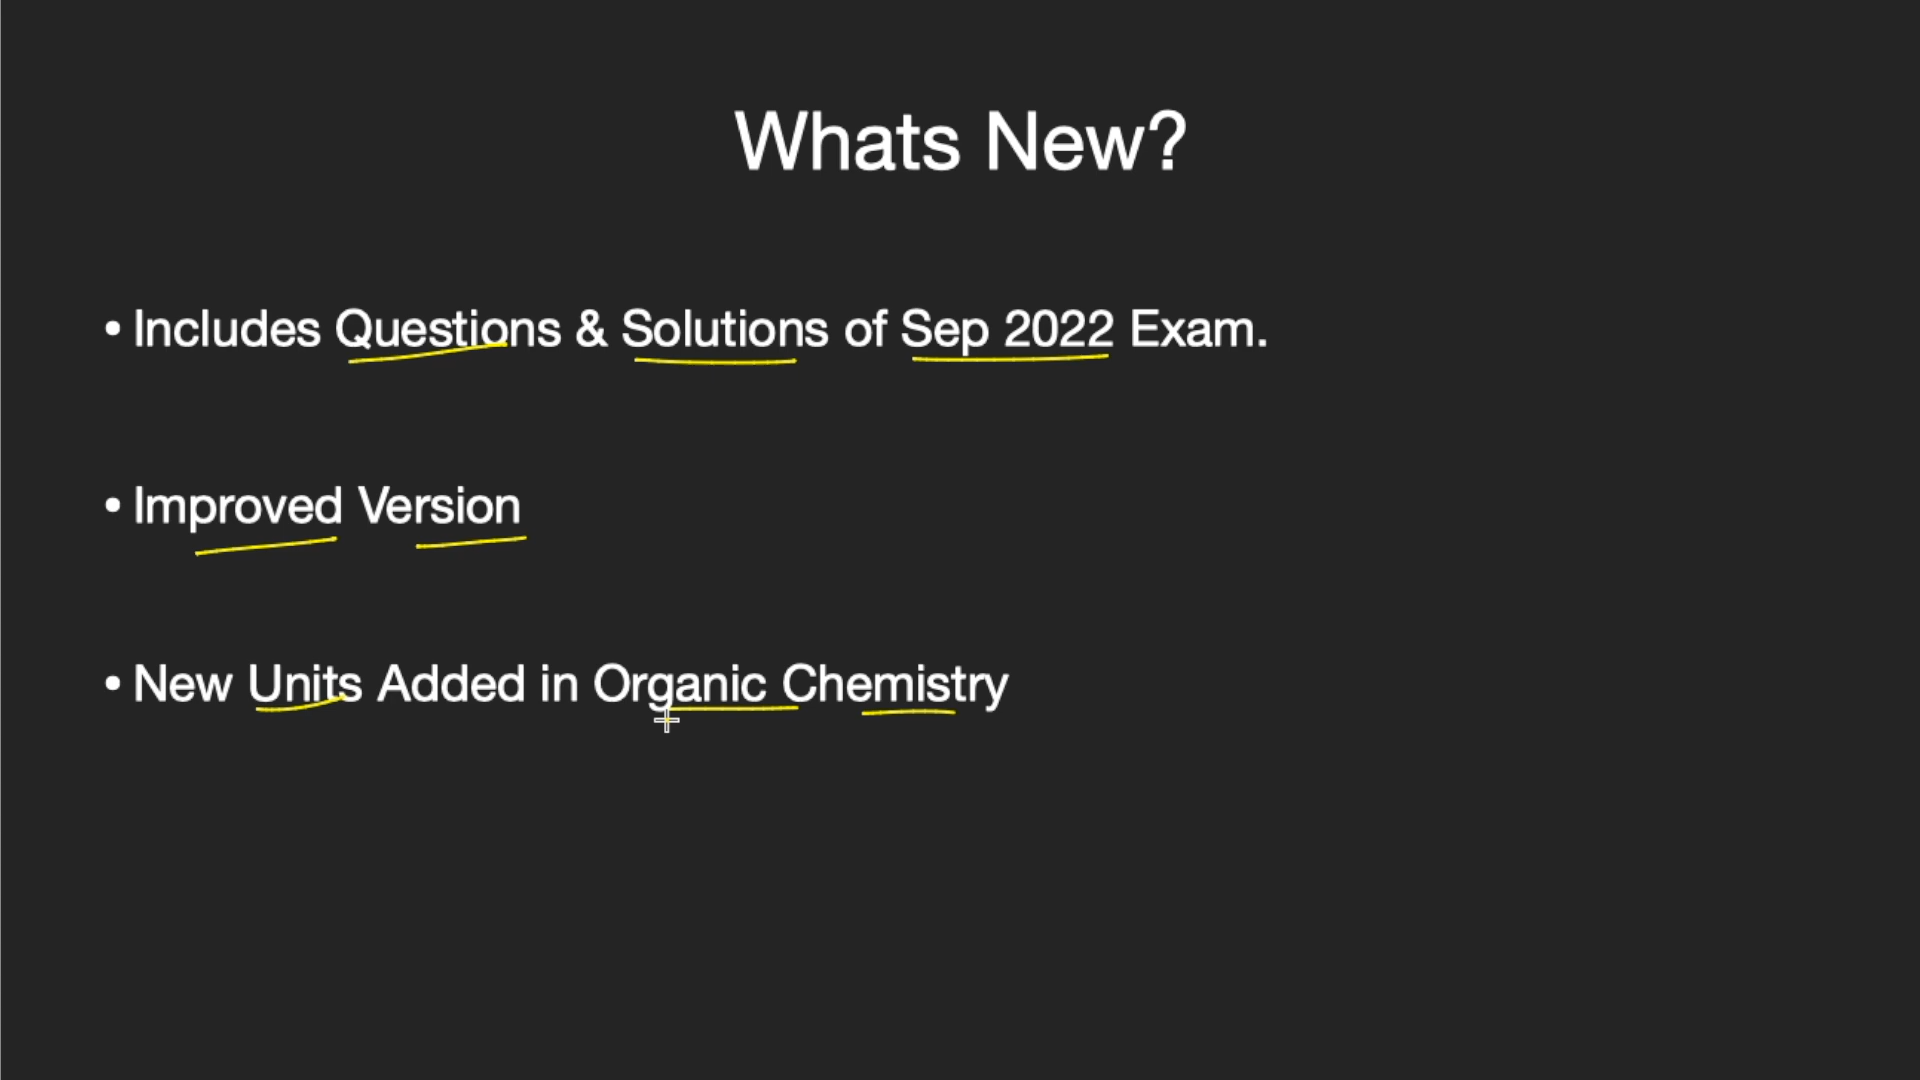 Whats New?
• Includes Questions & Solutions of Sep 2022 Exam.
• Improved Version
• New Units Added in Organic Chemistry